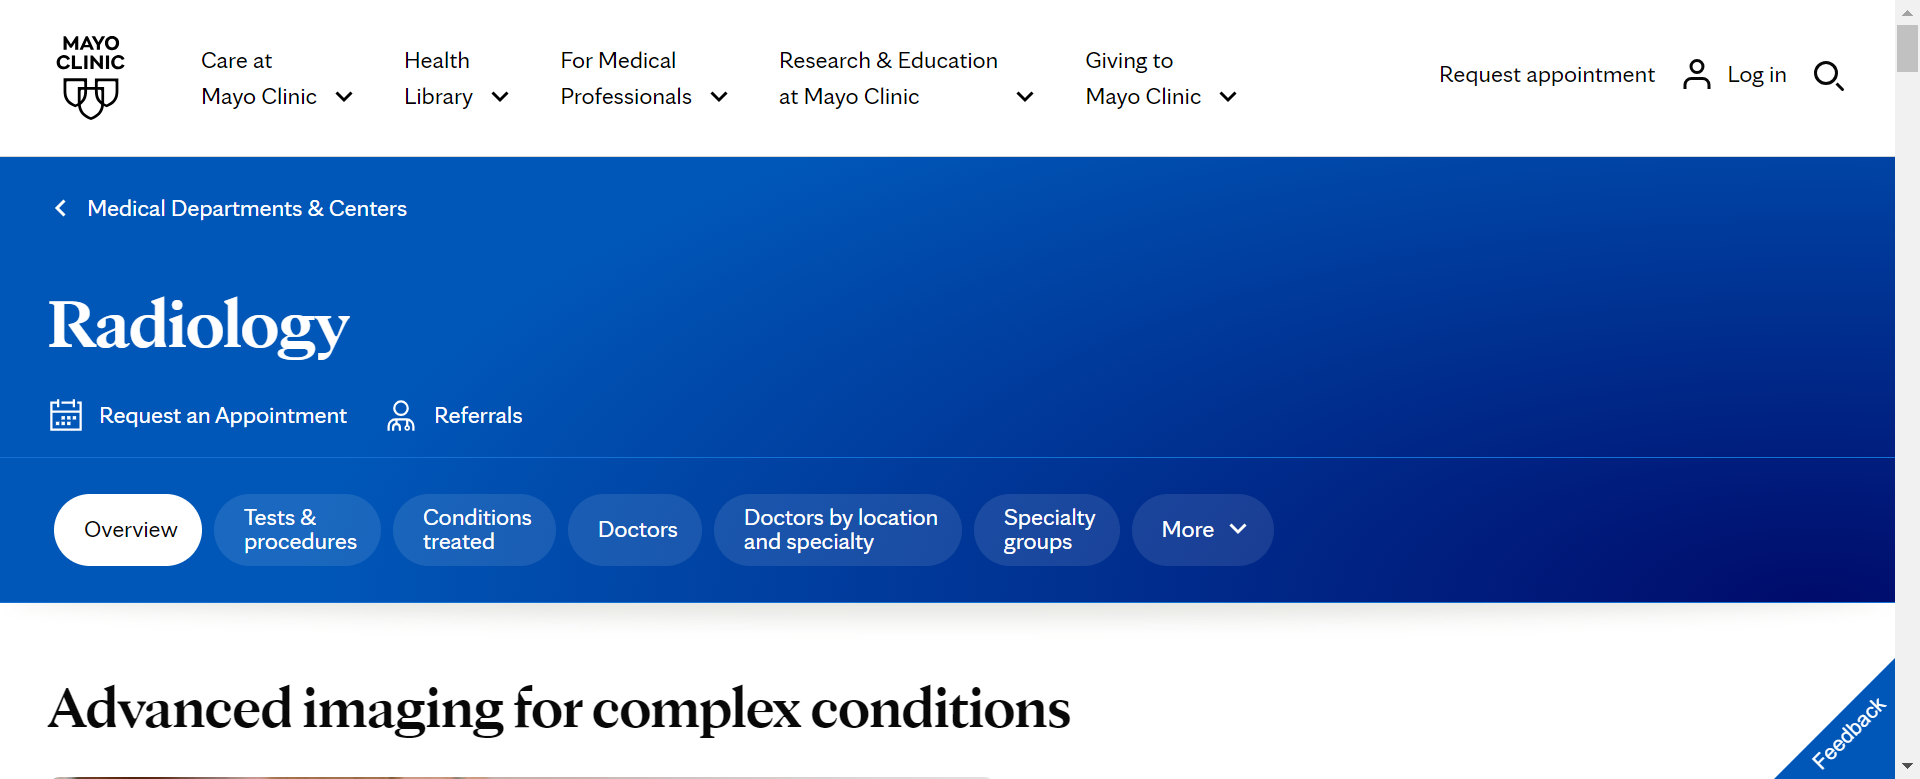 MAYO
CLINIC
Care at
Mayo Clinic
Health
Library
For Medical
Professionals
Research & Education
at Mayo Clinic
Giving to
Mayo Clinic
Request appointment
Log in
Medical Departments & Centers
Radiology
Request an Appointment
Referrals
Overview
Tests &
procedures
Conditions
treated
Doctors
Doctors by location
and specialty
Specialty
groups
More
Advanced imaging for complex conditions
Feedback